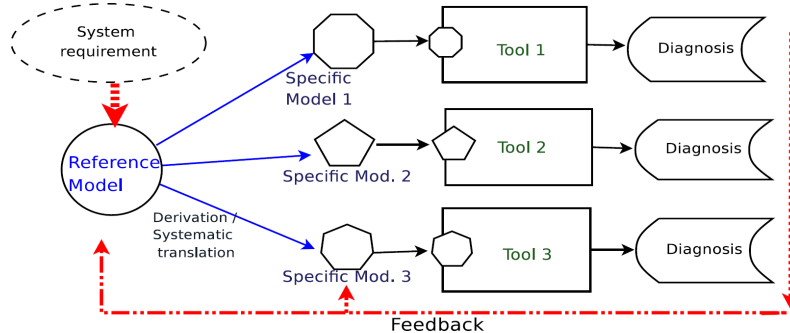 System
requirement
Specific
Model 1
Tool 1
Diagnosis
Reference
Model
Specific Mod. 2
Tool 2
Diagnosis
Derivation /
Systematic
translation
Specific Mod. 3
Tool 3
Diagnosis
Feedback